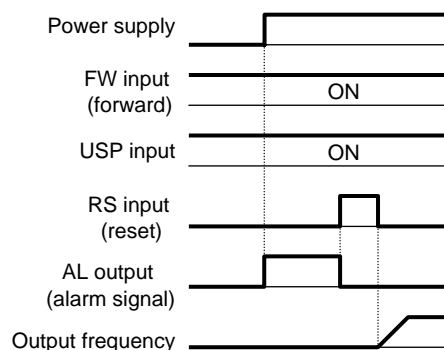 Power supply
FW input
(forward)
ON
USP input
ON
RS input
(reset)
AL output
(alarm signal)
Output frequency